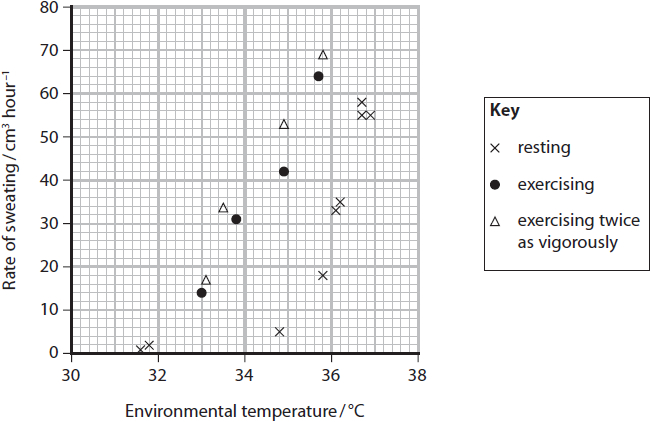 80
70
60
50
40
30
20
10
0
Rate of sweating / cm³ hour⁻¹
30 32 34 36 38
Environmental temperature / °C
Key
resting
exercising
exercising twice
as vigorously